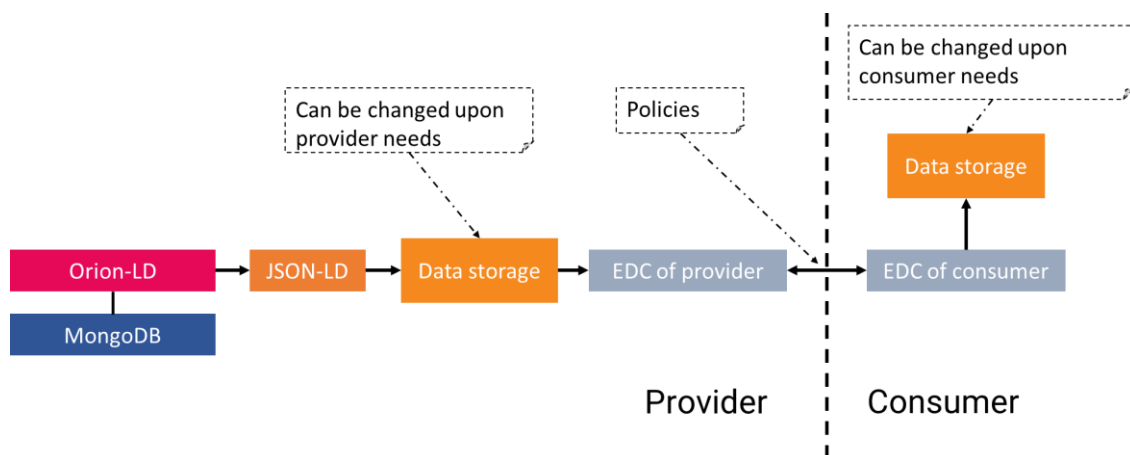 Can be changed upon
consumer needs
Can be changed upon
provider needs
Policies
Data storage
Orion-LD
JSON-LD
Data storage
EDC of provider
EDC of consumer
MongoDB
Provider
Consumer